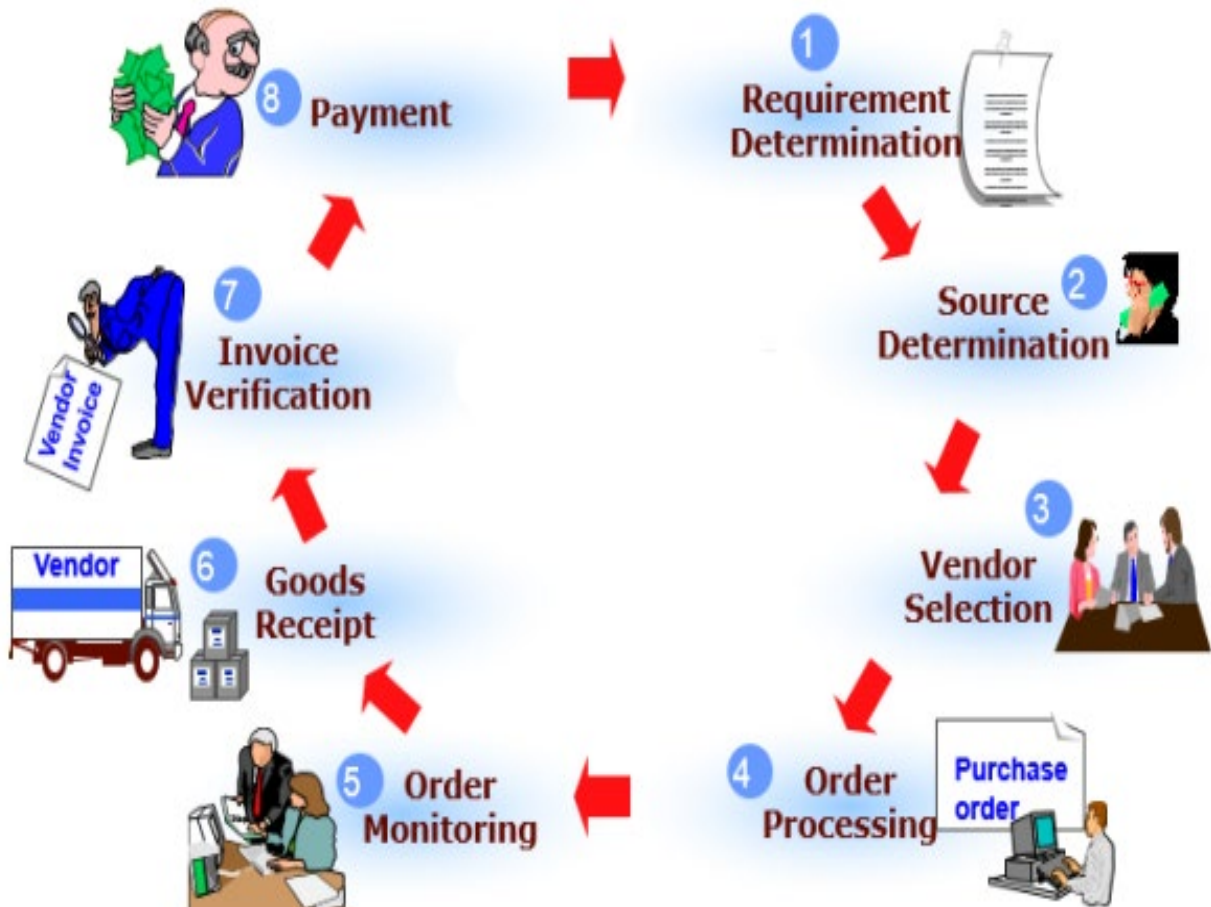 1
Requirement
Determination
2
Source
Determination
3
Vendor
Selection
4
Order
Processing
Purchase
order
5
Order
Monitoring
6
Goods
Receipt
Vendor
7
Invoice
Verification
Vendor
Invoice
8
Payment